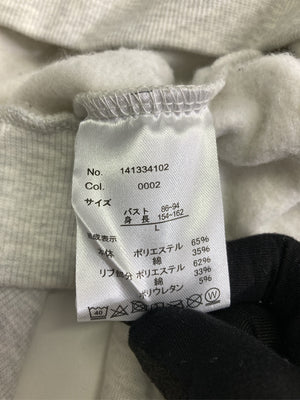 No. 141334102
Col. 0002
サイズ
バスト 86-94
身長 154-162
L
成表示
体 ポリエステル 65%
綿 35%
リブ部分 ポリエステル 62%
綿 33%
ポリウレタン 5%
40
W